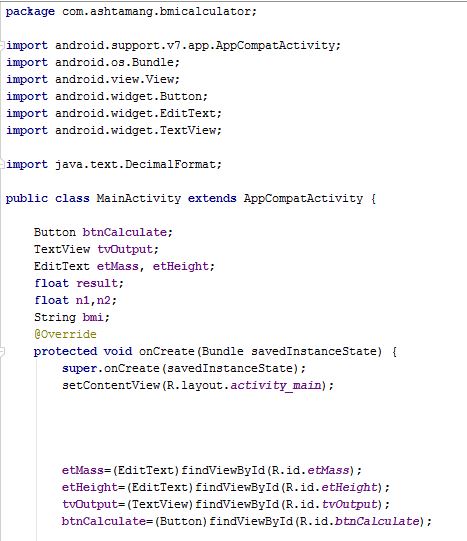 package com.ashtamang.bmicalculator;
import android.support.v7.app.AppCompatActivity;
import android.os.Bundle;
import android.view.View;
import android.widget.Button;
import android.widget.EditText;
import android.widget.TextView;
import java.text.DecimalFormat;
public class MainActivity extends AppCompatActivity {
Button btnCalculate;
TextView tvOutput;
EditText etMass, etHeight;
float result;
float n1,n2;
String bmi;
@Override
protected void onCreate(Bundle savedInstanceState) {
super.onCreate(savedInstanceState);
setContentView(R.layout.activity_main);
etMass=(EditText)findViewById(R.id.etMass);
etHeight=(EditText)findViewById(R.id.etHeight);
tvOutput=(TextView)findViewById(R.id.tvOutput);
btnCalculate=(Button)findViewById(R.id.btnCalculate);